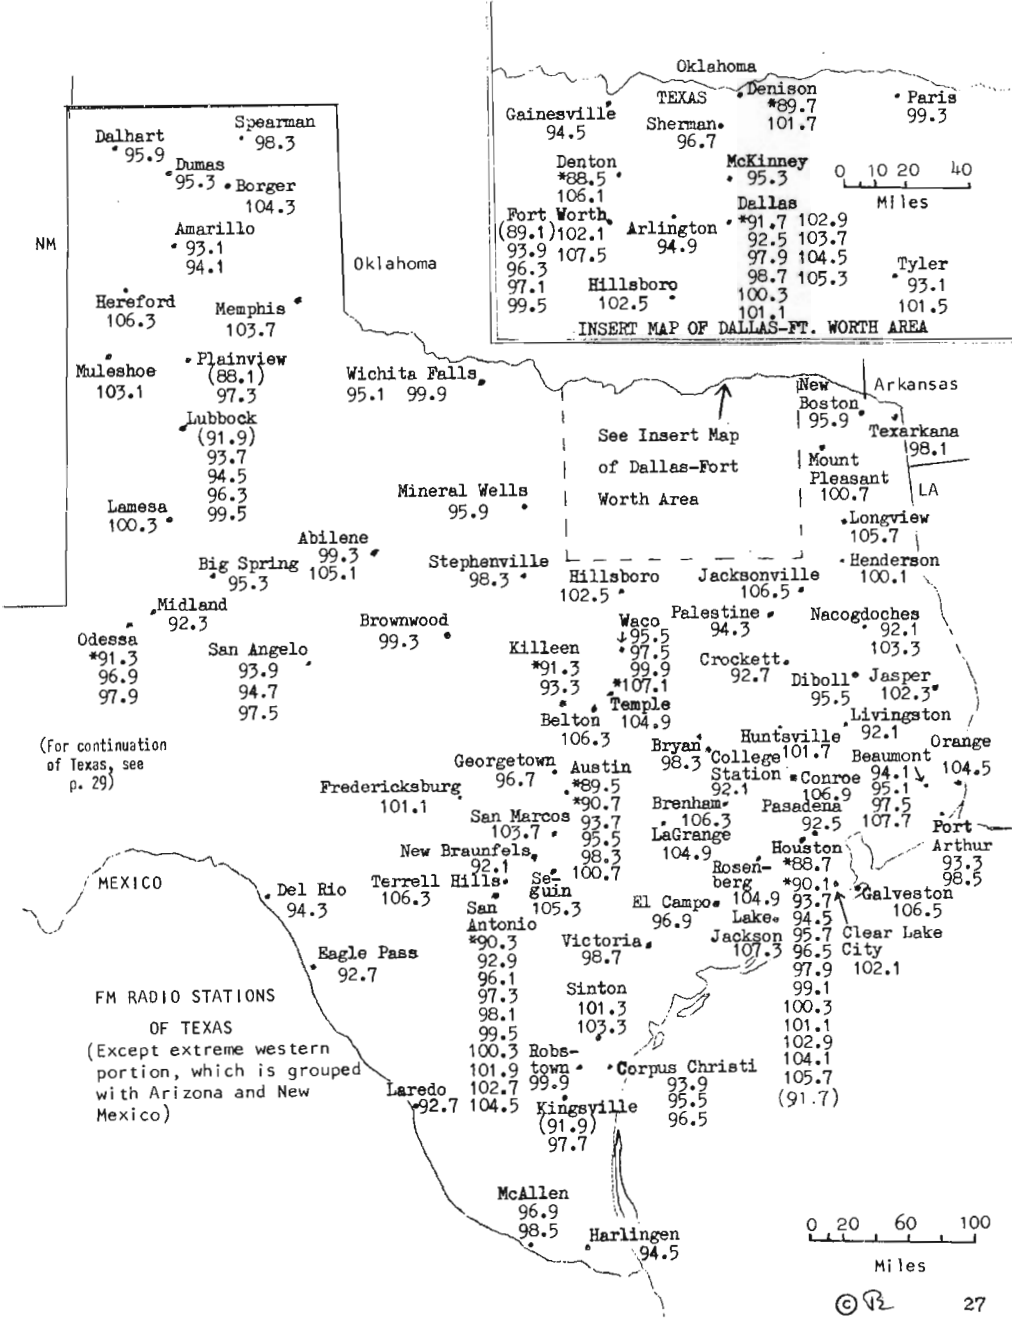 Oklahoma
TEXAS
Gainesville
94.5
Sherman
96.7
Denison
*89.7
101.7
Paris
99.3
Denton
*88.5
106.1
McKinney
95.3
0 10 20 40
Miles
Fort Worth
(89.1) 102.1
93.9 107.5
96.3
97.1
99.5
Arlington
94.9
Dallas
*91.7 102.9
92.5 103.7
97.9 104.5
98.7 105.3
100.3
101.1
Hillsboro
102.5
Tyler
93.1
101.5
INSERT MAP OF DALLAS-FT. WORTH AREA
Dalhart
95.9
Spearman
98.3
Dumas
95.3
Borger
104.3
NM
Amarillo
93.1
94.1
Oklahoma
Hereford
106.3
Memphis
103.7
Muleshoe
103.1
Plainview
(88.1)
97.3
Wichita Falls
95.1 99.9
Lubbock
(91.9)
93.7
94.5
96.3
99.5
See Insert Map
of Dallas-Fort
Worth Area
New
Boston
95.9
Arkansas
Texarkana
98.1
Mount
Pleasant
100.7
LA
Lamesa
100.3
Mineral Wells
95.9
Longview
105.7
Abilene
99.3
105.1
Big Spring
95.3
Stephenville
98.3
Hillsboro
102.5
Jacksonville
106.5
Henderson
100.1
Midland
92.3
Odessa
*91.3
96.9
97.9
San Angelo
93.9
94.7
97.5
Brownwood
99.3
Killeen
*91.3
93.3
Waco
95.5
*97.5
99.9
*107.1
Palestine
94.3
Nacogdoches
92.1
103.3
Crockett
92.7
Diboll
95.5
Jasper
102.3
Belton
106.3
Temple
104.9
Livingston
92.1
(For continuation
of Texas, see
p. 29)
Bryan
98.3
College
Station
92.1
Huntsville
101.7
Beaumont
94.1
95.1
97.5
107.7
Orange
104.5
Georgetown
96.7
Austin
*89.5
*90.7
93.7
95.5
98.3
100.7
Conroe
106.9
Fredericksburg
101.1
Brenham
106.3
Pasadena
92.5
San Marcos
103.7
LaGrange
104.9
Port
Arthur
93.3
98.5
New Braunfels
92.1
Houston
*88.7
*90.1
93.7
94.5
95.7
96.5
97.9
99.1
100.3
101.1
102.9
104.1
105.7
(91.7)
MEXICO
Del Rio
94.3
Terrell Hills
106.3
Se-
guin
105.3
Rosen-
berg
104.9
Galveston
106.5
El Campo
96.9
Lake
Jackson
107.3
Clear Lake
City
102.1
San
Antonio
*90.3
92.9
96.1
97.3
98.1
99.5
100.3
101.9
102.7
104.5
Victoria
98.7
Eagle Pass
92.7
Sinton
101.3
103.3
FM RADIO STATIONS
OF TEXAS
(Except extreme western
portion, which is grouped
with Arizona and New
Mexico)
Robs-
town
99.9
Corpus Christi
93.9
95.5
96.5
Laredo
92.7
Kingsville
(91.9)
97.7
McAllen
96.9
98.5
Harlingen
94.5
0 20 60 100
Miles
©
27